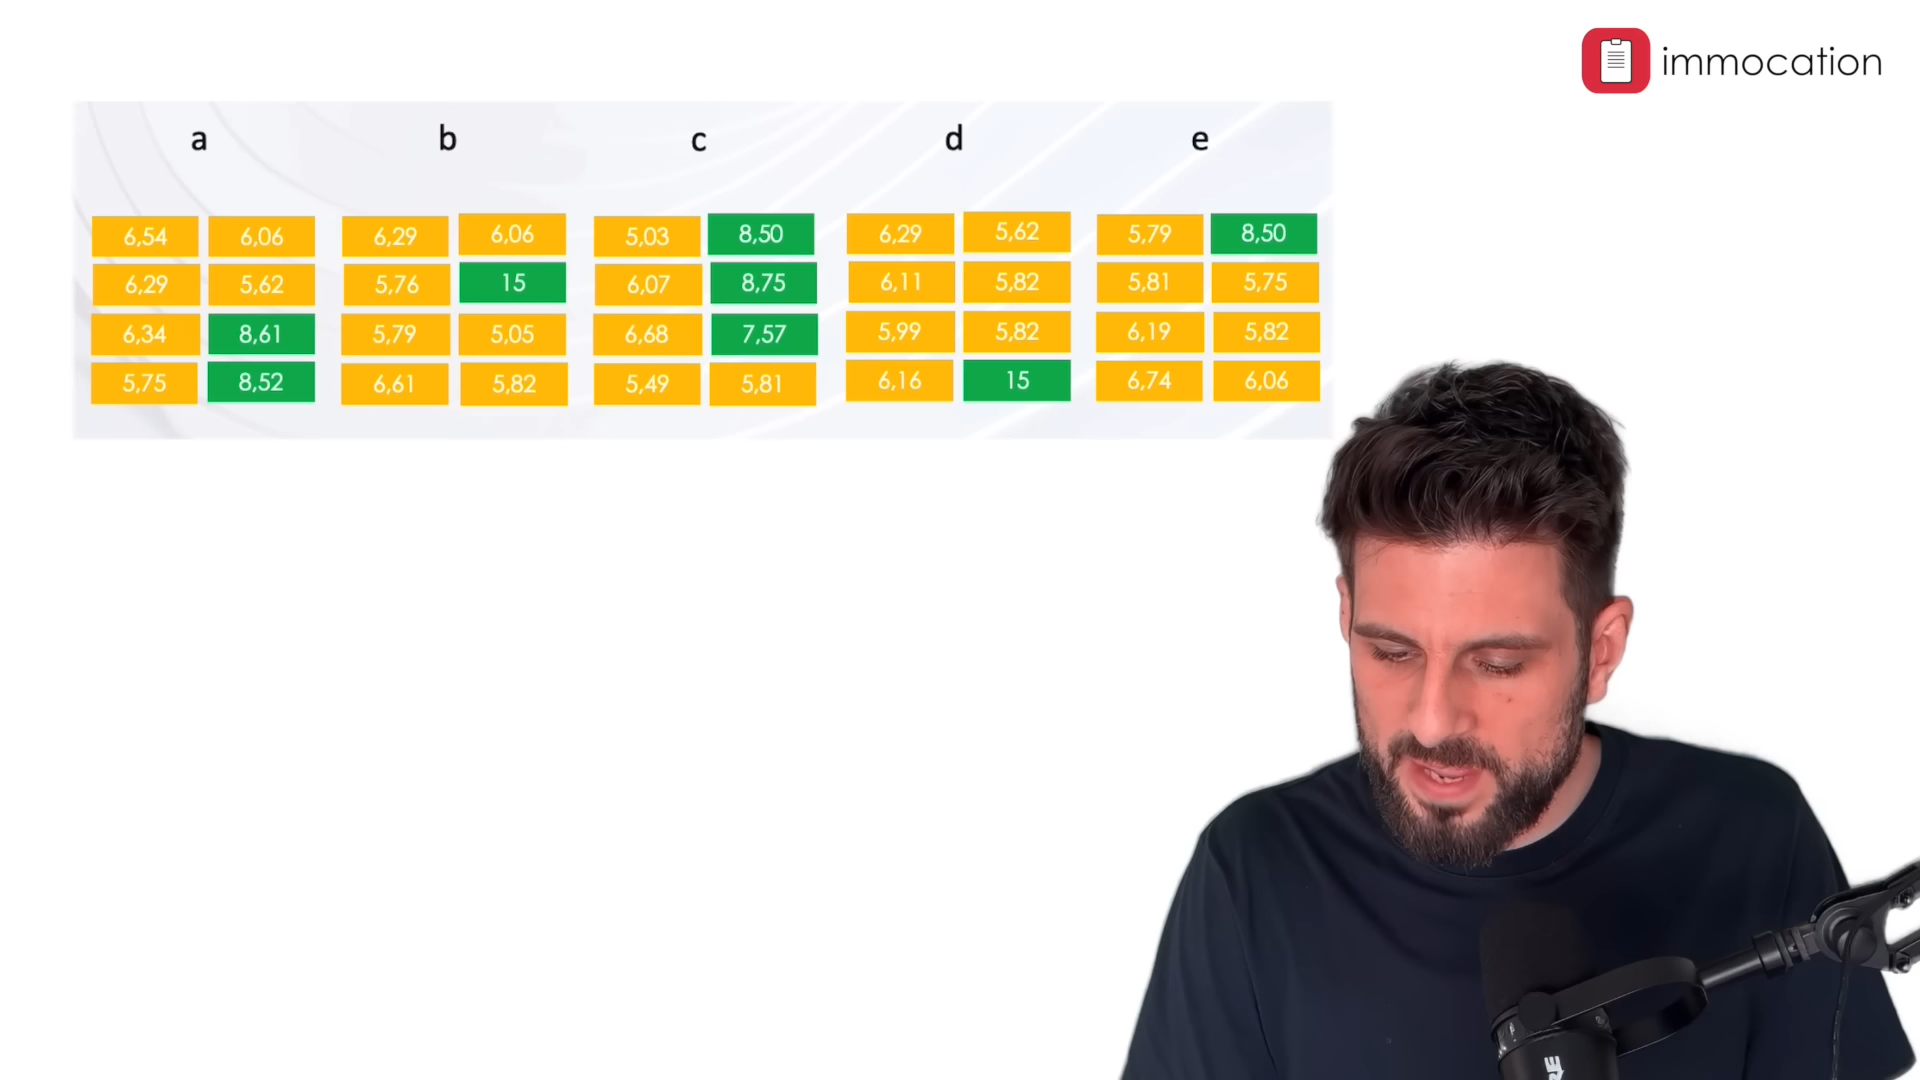 immocation
a b c d e
6,54 6,06 6,29 6,06 5,03 8,50 6,29 5,62 5,79 8,50
6,29 5,62 5,76 15 6,07 8,75 6,11 5,82 5,81 5,75
6,34 8,61 5,79 5,05 6,68 7,57 5,99 5,82 6,19 5,82
5,75 8,52 6,61 5,82 5,49 5,81 6,16 15 6,74 6,06